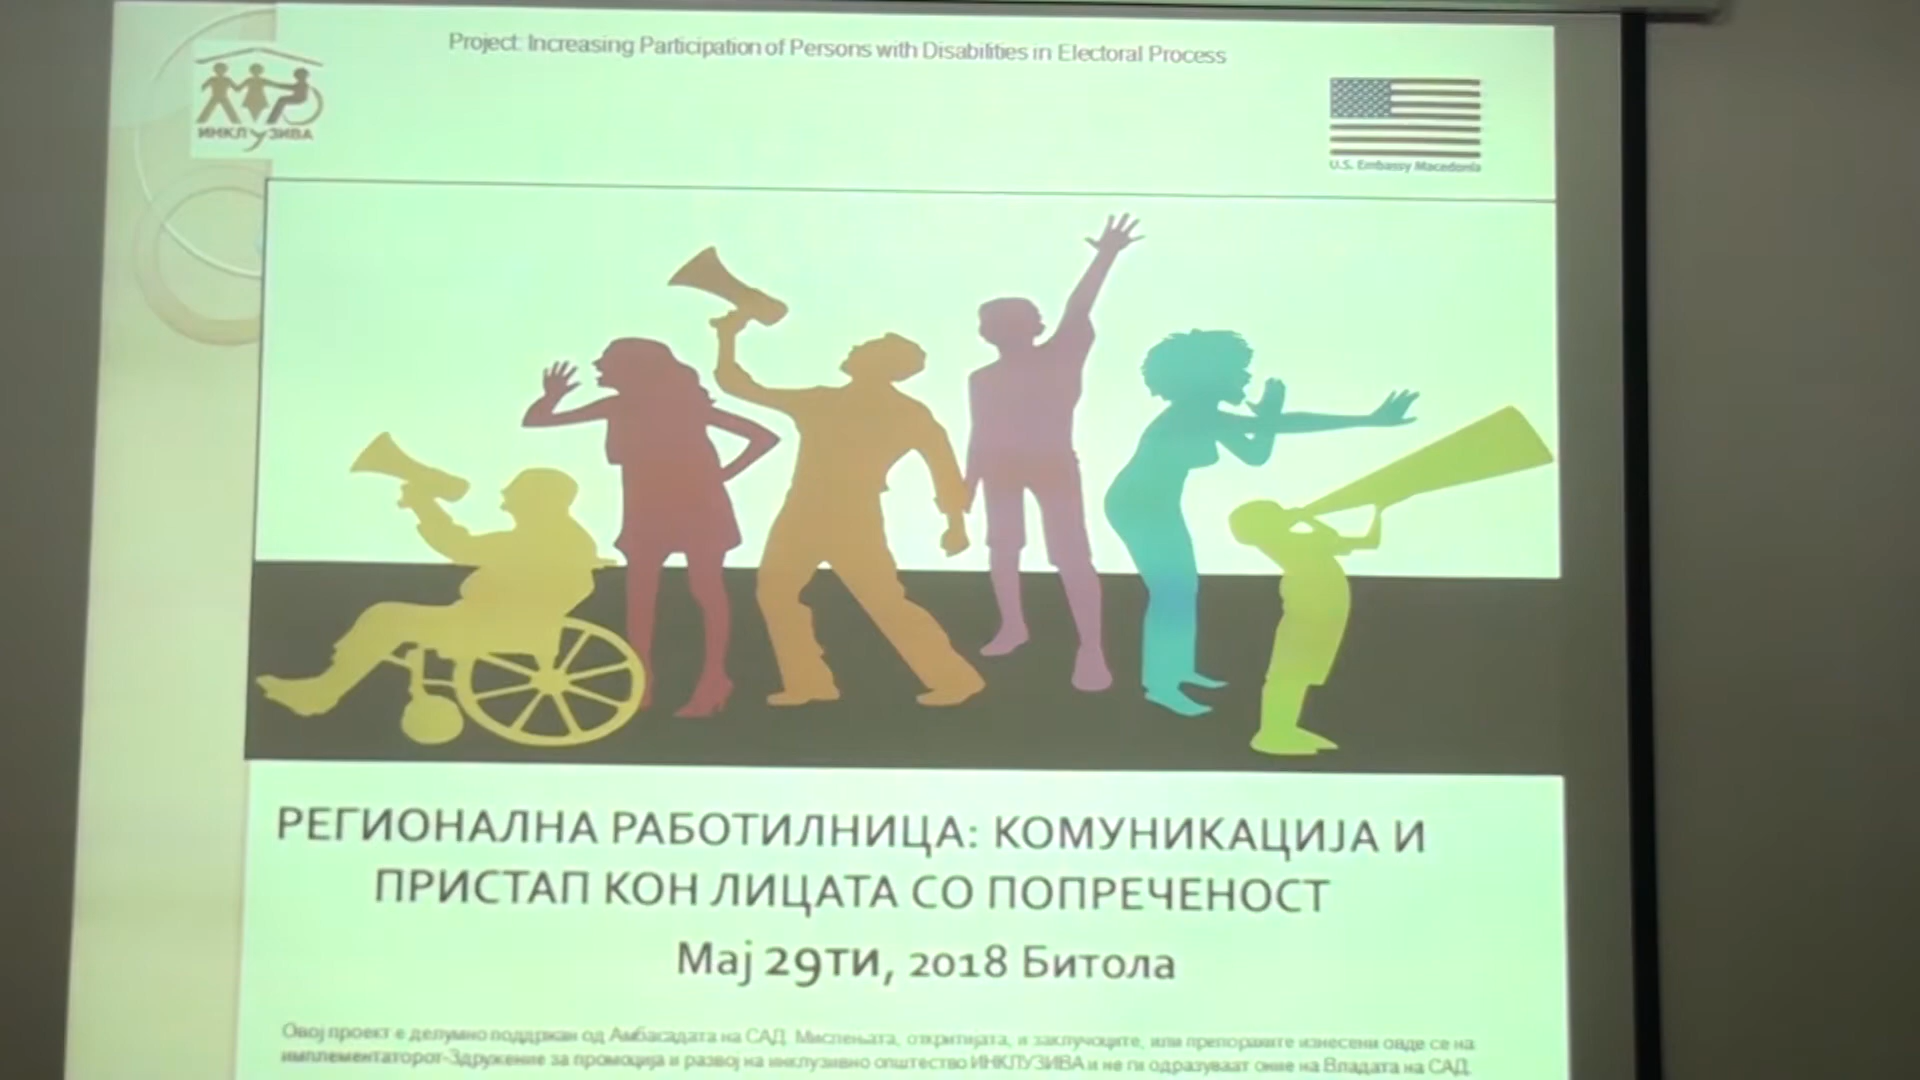 Project: Increasing Participation of Persons with Disabilities in Electoral Process
ИНКЛУЗИВА
U.S. Embassy Macedonia
РЕГИОНАЛНА РАБОТИЛНИЦА: КОМУНИКАЦИЈА И
ПРИСТАП КОН ЛИЦАТА СО ПОПРЕЧЕНОСТ
Мај 29ти, 2018 Битола
Овој проект е делумно поддржан од Амбасадата на САД. Мислењата, откритијата, и заклучоците, или препораките изнесени овде се на
имплементаторот-Здружение за промоција и развој на инклузивно општество ИНКЛУЗИВА и не ги одразуваат оние на Владата на САД.